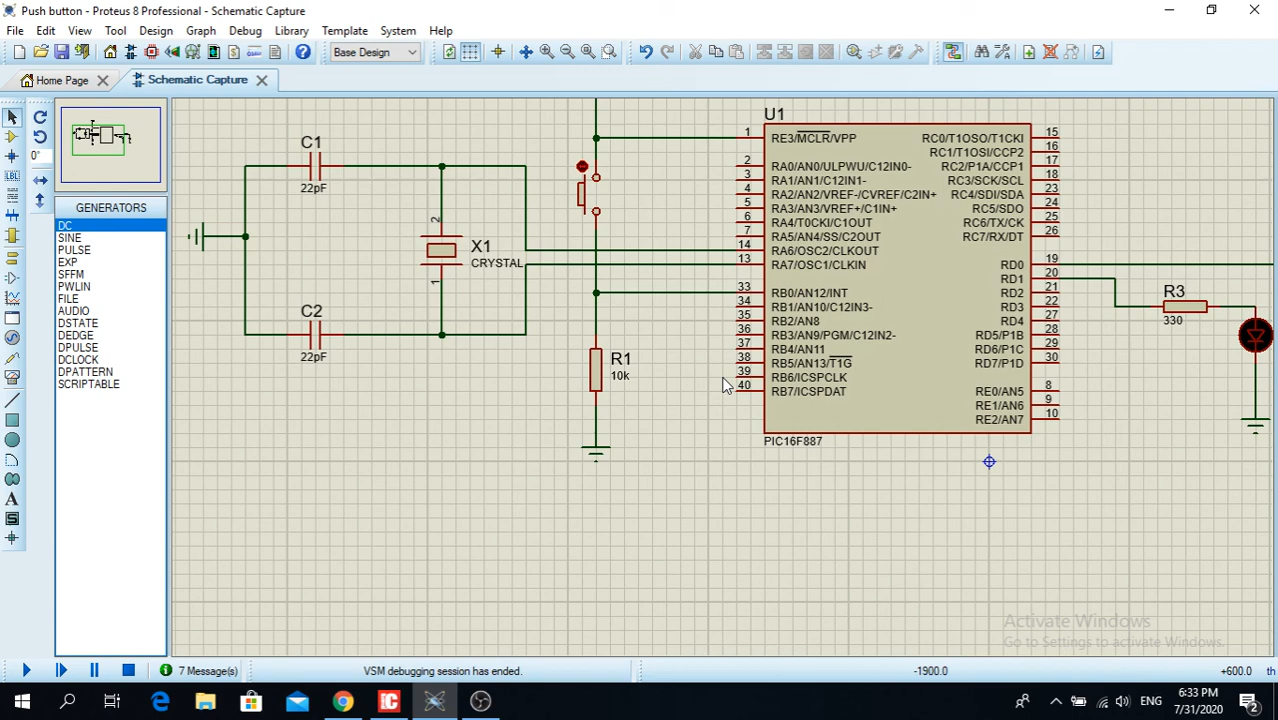 Push button - Proteus 8 Professional - Schematic Capture
File Edit View Tool Design Graph Debug Library Template System Help
Base Design
Home Page Schematic Capture
0°
LBL
GENERATORS
DC
SINE
PULSE
EXP
SFFM
PWLIN
FILE
AUDIO
DSTATE
DEDGE
DPULSE
DCLOCK
DPATTERN
SCRIPTABLE
A
S
C1
22pF
C2
22pF
2
X1
CRYSTAL
1
R1
10k
U1
1 RE3/MCLR/VPP
2 RA0/AN0/ULPWU/C12IN0-
3 RA1/AN1/C12IN1-
4 RA2/AN2/VREF-/CVREF/C2IN+
5 RA3/AN3/VREF+/C1IN+
6 RA4/T0CKI/C1OUT
7 RA5/AN4/SS/C2OUT
14 RA6/OSC2/CLKOUT
13 RA7/OSC1/CLKIN
33 RB0/AN12/INT
34 RB1/AN10/C12IN3-
35 RB2/AN8
36 RB3/AN9/PGM/C12IN2-
37 RB4/AN11
38 RB5/AN13/T1G
39 RB6/ICSPCLK
40 RB7/ICSPDAT
RC0/T1OSO/T1CKI 15
RC1/T1OSI/CCP2 16
RC2/P1A/CCP1 17
RC3/SCK/SCL 18
RC4/SDI/SDA 23
RC5/SDO 24
RC6/TX/CK 25
RC7/RX/DT 26
RD0 19
RD1 20
RD2 21
RD3 22
RD4 27
RD5/P1B 28
RD6/P1C 29
RD7/P1D 30
RE0/AN5 8
RE1/AN6 9
RE2/AN7 10
PIC16F887
R3
330
Activate Windows
Go to Settings to activate Windows.
7 Message(s)
VSM debugging session has ended.
-1900.0
+600.0
th
ENG
6:33 PM
7/31/2020
2